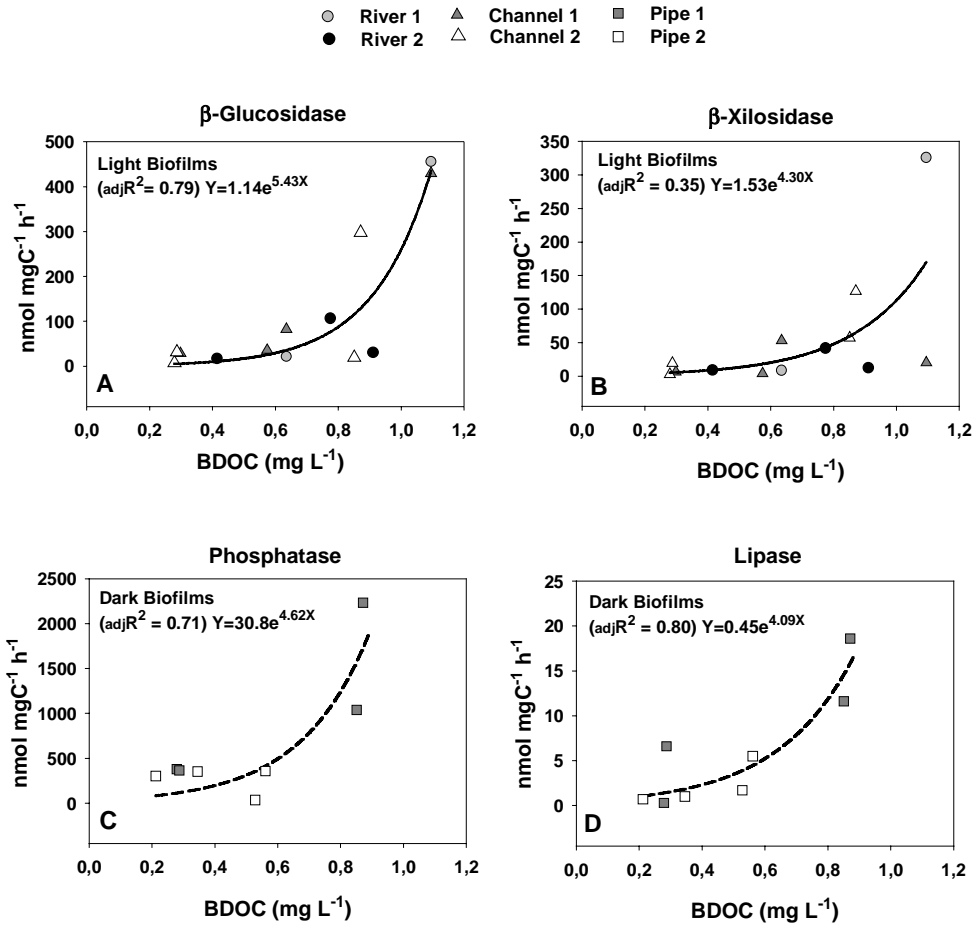 River 1 Channel 1 Pipe 1
River 2 Channel 2 Pipe 2
β-Glucosidase
500
400
300
200
100
0
nmol mgC⁻¹ h⁻¹
Light Biofilms
(adjR² = 0.79) Y=1.14e^5.43X
A
0,0 0,2 0,4 0,6 0,8 1,0 1,2
BDOC (mg L⁻¹)
β-Xilosidase
350
300
250
200
150
100
50
0
nmol mgC⁻¹ h⁻¹
Light Biofilms
(adjR² = 0.35) Y=1.53e^4.30X
B
0,0 0,2 0,4 0,6 0,8 1,0 1,2
BDOC (mg L⁻¹)
Phosphatase
2500
2000
1500
1000
500
0
nmol mgC⁻¹ h⁻¹
Dark Biofilms
(adjR² = 0.71) Y=30.8e^4.62X
C
0,0 0,2 0,4 0,6 0,8 1,0 1,2
BDOC (mg L⁻¹)
Lipase
25
20
15
10
5
0
nmol mgC⁻¹ h⁻¹
Dark Biofilms
(adjR² = 0.80) Y=0.45e^4.09X
D
0,0 0,2 0,4 0,6 0,8 1,0 1,2
BDOC (mg L⁻¹)